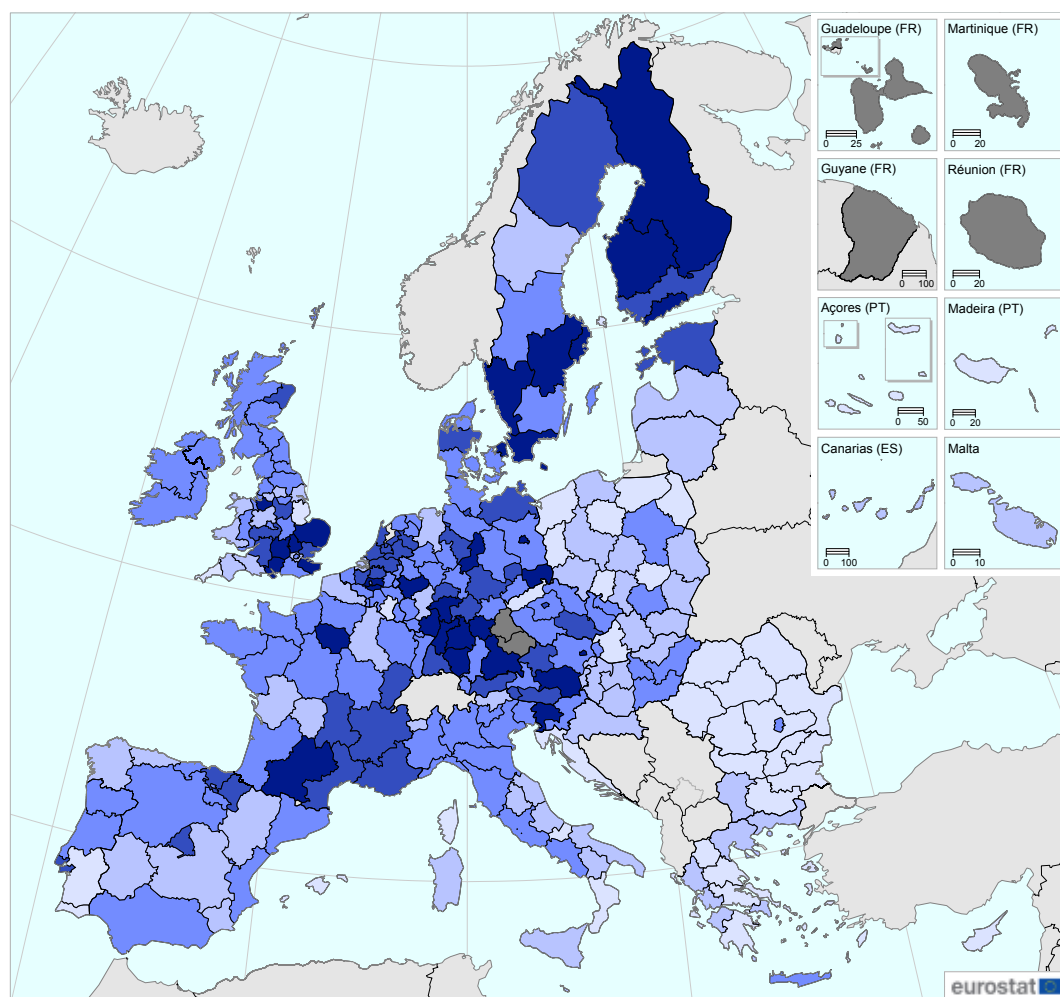 Guadeloupe (FR)
0 25
Martinique (FR)
0 20
Guyane (FR)
0 100
Réunion (FR)
0 20
Açores (PT)
0 50
Madeira (PT)
0 20
Canarias (ES)
0 100
Malta
0 10
eurostat